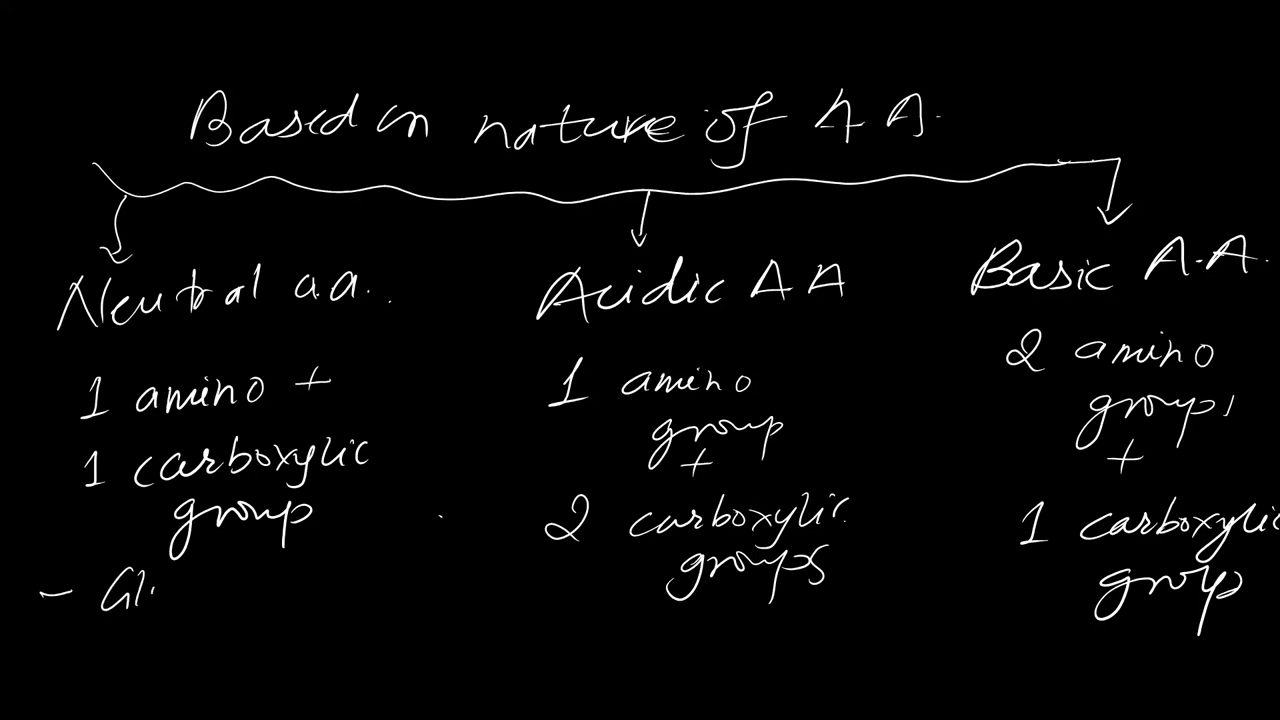 Based on nature of A A.
Neutral a.a.
1 amino +
1 carboxylic
group
- Gl
Acidic A A
1 amino
group
+
2 carboxylic
groups
Basic A.A.
2 amino
groups
+
1 carboxylic
group